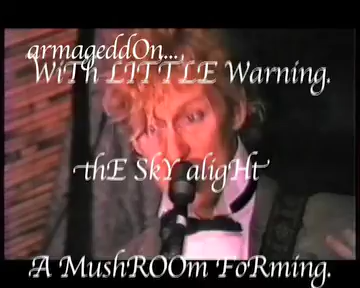 armageddOn...,
WiTh LITTLE Warning.
thE SkY aligHt
A MushROOm FoRming.